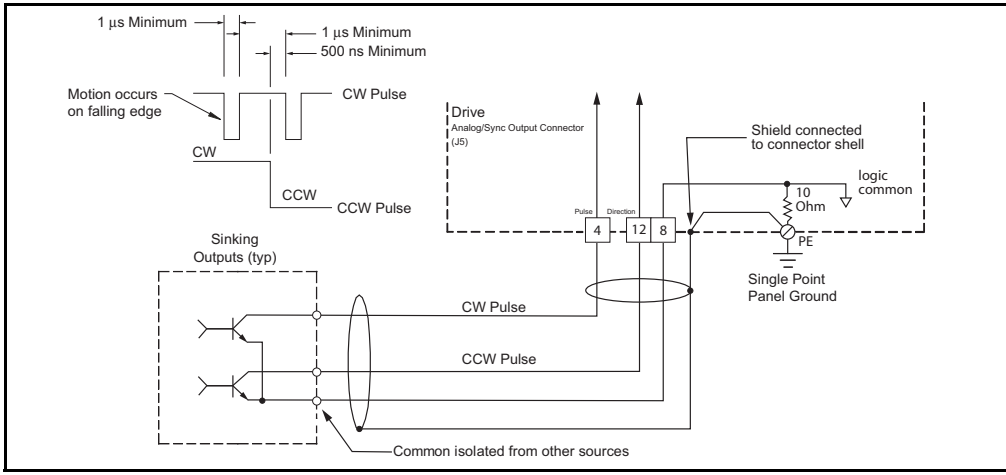 1 μs Minimum
1 μs Minimum
500 ns Minimum
Motion occurs
on falling edge
CW Pulse
CW
CCW
CCW Pulse
Drive
Analog/Sync Output Connector
(J5)
Shield connected
to connector shell
logic
common
10
Ohm
Pulse
Direction
4
12
8
PE
Single Point
Panel Ground
Sinking
Outputs (typ)
CW Pulse
CCW Pulse
Common isolated from other sources